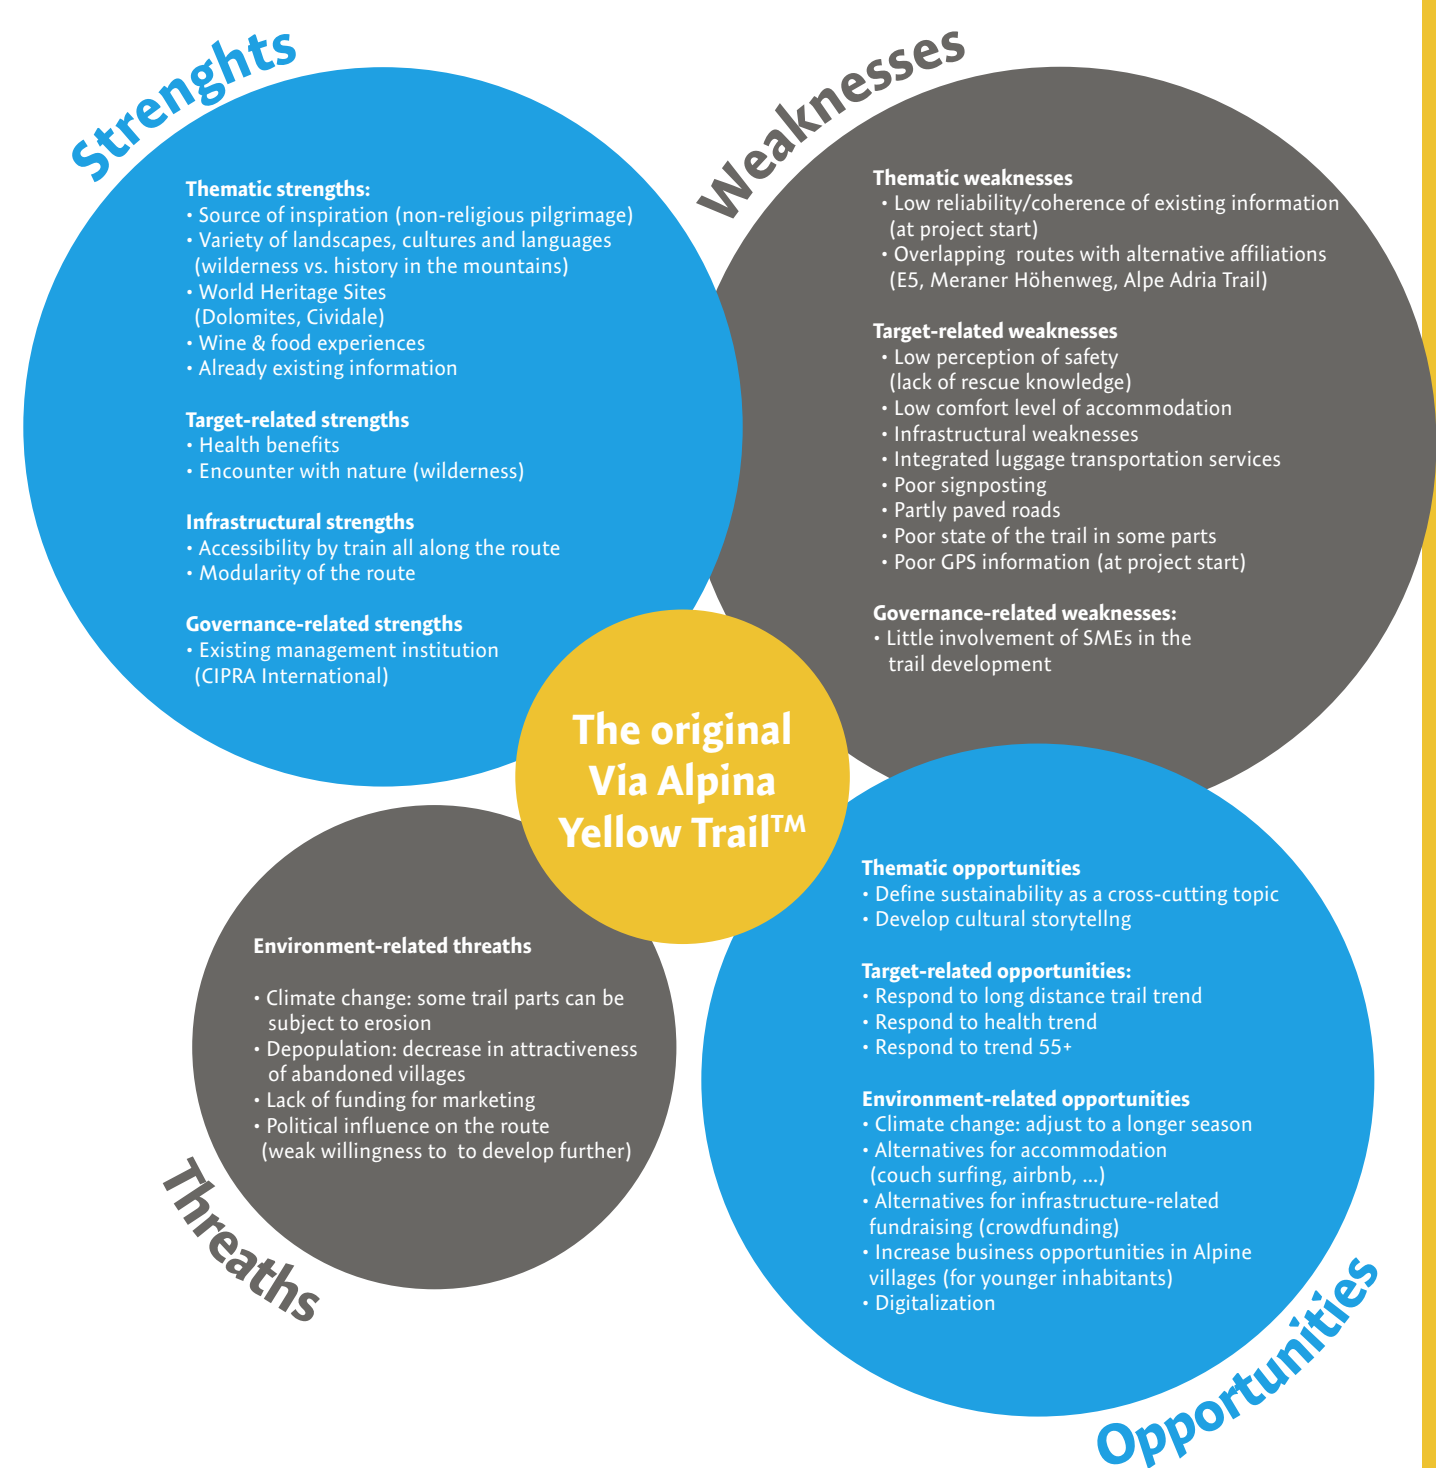 Strenghts
Thematic strengths:
• Source of inspiration (non-religious pilgrimage)
• Variety of landscapes, cultures and languages
(wilderness vs. history in the mountains)
• World Heritage Sites
(Dolomites, Cividale)
• Wine & food experiences
• Already existing information
Target-related strengths
• Health benefits
• Encounter with nature (wilderness)
Infrastructural strengths
• Accessibility by train all along the route
• Modularity of the route
Governance-related strengths
• Existing management institution
(CIPRA International)
Weaknesses
Thematic weaknesses
• Low reliability/coherence of existing information
(at project start)
• Overlapping routes with alternative affiliations
(E5, Meraner Höhenweg, Alpe Adria Trail)
Target-related weaknesses
• Low perception of safety
(lack of rescue knowledge)
• Low comfort level of accommodation
• Infrastructural weaknesses
• Integrated luggage transportation services
• Poor signposting
• Partly paved roads
• Poor state of the trail in some parts
• Poor GPS information (at project start)
Governance-related weaknesses:
• Little involvement of SMEs in the
trail development
The original
Via Alpina
Yellow Trail™
Environment-related threaths
• Climate change: some trail parts can be
subject to erosion
• Depopulation: decrease in attractiveness
of abandoned villages
• Lack of funding for marketing
• Political influence on the route
(weak willingness to to develop further)
Threaths
Thematic opportunities
• Define sustainability as a cross-cutting topic
• Develop cultural storytellng
Target-related opportunities:
• Respond to long distance trail trend
• Respond to health trend
• Respond to trend 55+
Environment-related opportunities
• Climate change: adjust to a longer season
• Alternatives for accommodation
(couch surfing, airbnb, ...)
• Alternatives for infrastructure-related
fundraising (crowdfunding)
• Increase business opportunities in Alpine
villages (for younger inhabitants)
• Digitalization
Opportunities